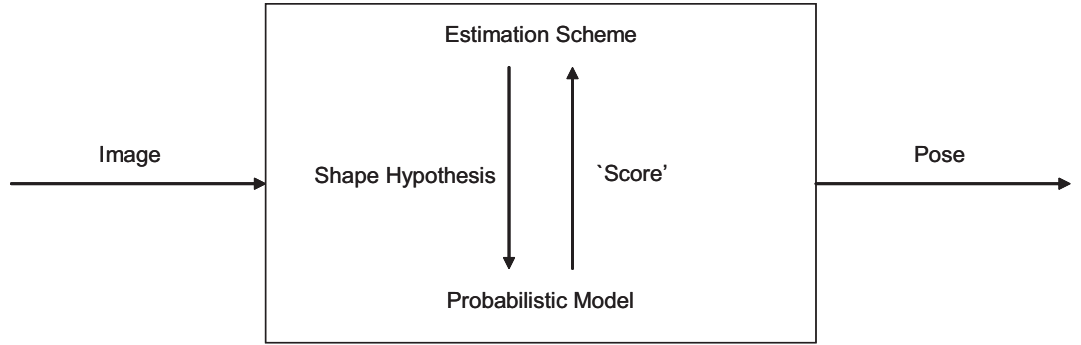 Estimation Scheme
Image
Shape Hypothesis
`Score’
Pose
Probabilistic Model